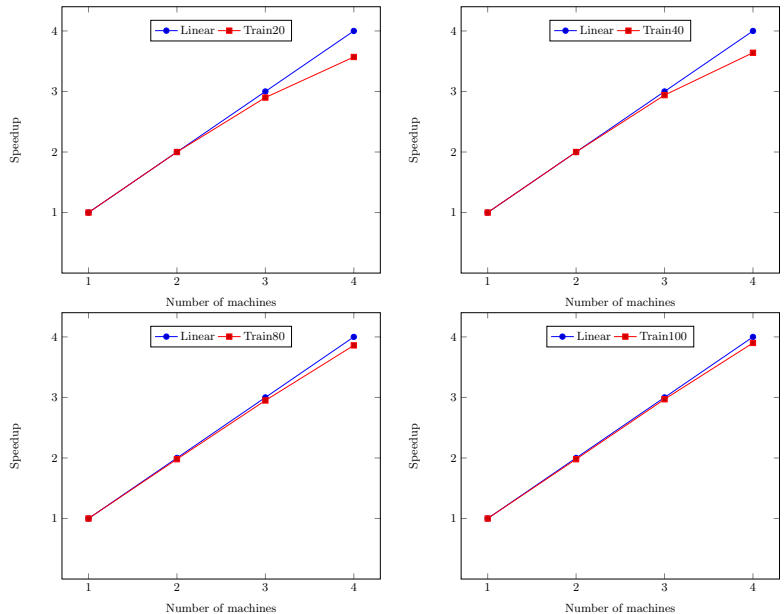 Linear Train20
4
3
2
1
Speedup
1 2 3 4
Number of machines
Linear Train40
4
3
2
1
Speedup
1 2 3 4
Number of machines
Linear Train80
4
3
2
1
Speedup
1 2 3 4
Number of machines
Linear Train100
4
3
2
1
Speedup
1 2 3 4
Number of machines